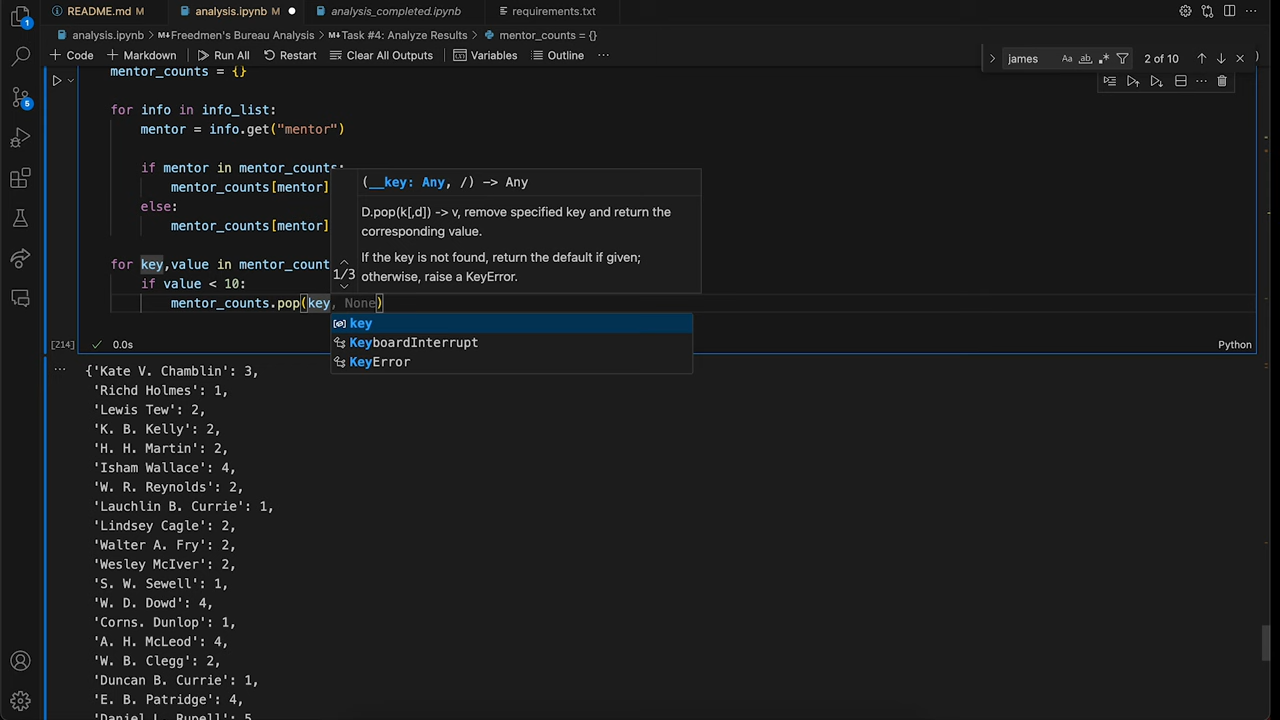 README.md M
analysis.ipynb M
analysis_completed.ipynb
requirements.txt
analysis.ipynb > Freedmen's Bureau Analysis > Task #4: Analyze Results > mentor_counts = {}
+ Code + Markdown Run All Restart Clear All Outputs Variables Outline ...
james Aa ab .* 2 of 10
1
5
mentor_counts = {}
for info in info_list:
mentor = info.get("mentor")
if mentor in mentor_counts:
mentor_counts[mentor]
else:
mentor_counts[mentor]
for key,value in mentor_count
if value < 10:
mentor_counts.pop(key, None)
(__key: Any, /) -> Any
D.pop(k[,d]) -> v, remove specified key and return the
corresponding value.
If the key is not found, return the default if given;
otherwise, raise a KeyError.
1/3
key
KeyboardInterrupt
KeyError
[214] 0.0s Python
{'Kate V. Chamblin': 3,
'Richd Holmes': 1,
'Lewis Tew': 2,
'K. B. Kelly': 2,
'H. H. Martin': 2,
'Isham Wallace': 4,
'W. R. Reynolds': 2,
'Lauchlin B. Currie': 1,
'Lindsey Cagle': 2,
'Walter A. Fry': 2,
'Wesley McIver': 2,
'S. W. Sewell': 1,
'W. D. Dowd': 4,
'Corns. Dunlop': 1,
'A. H. McLeod': 4,
'W. B. Clegg': 2,
'Duncan B. Currie': 1,
'E. B. Patridge': 4,
'Daniel L. Rupell': 5,